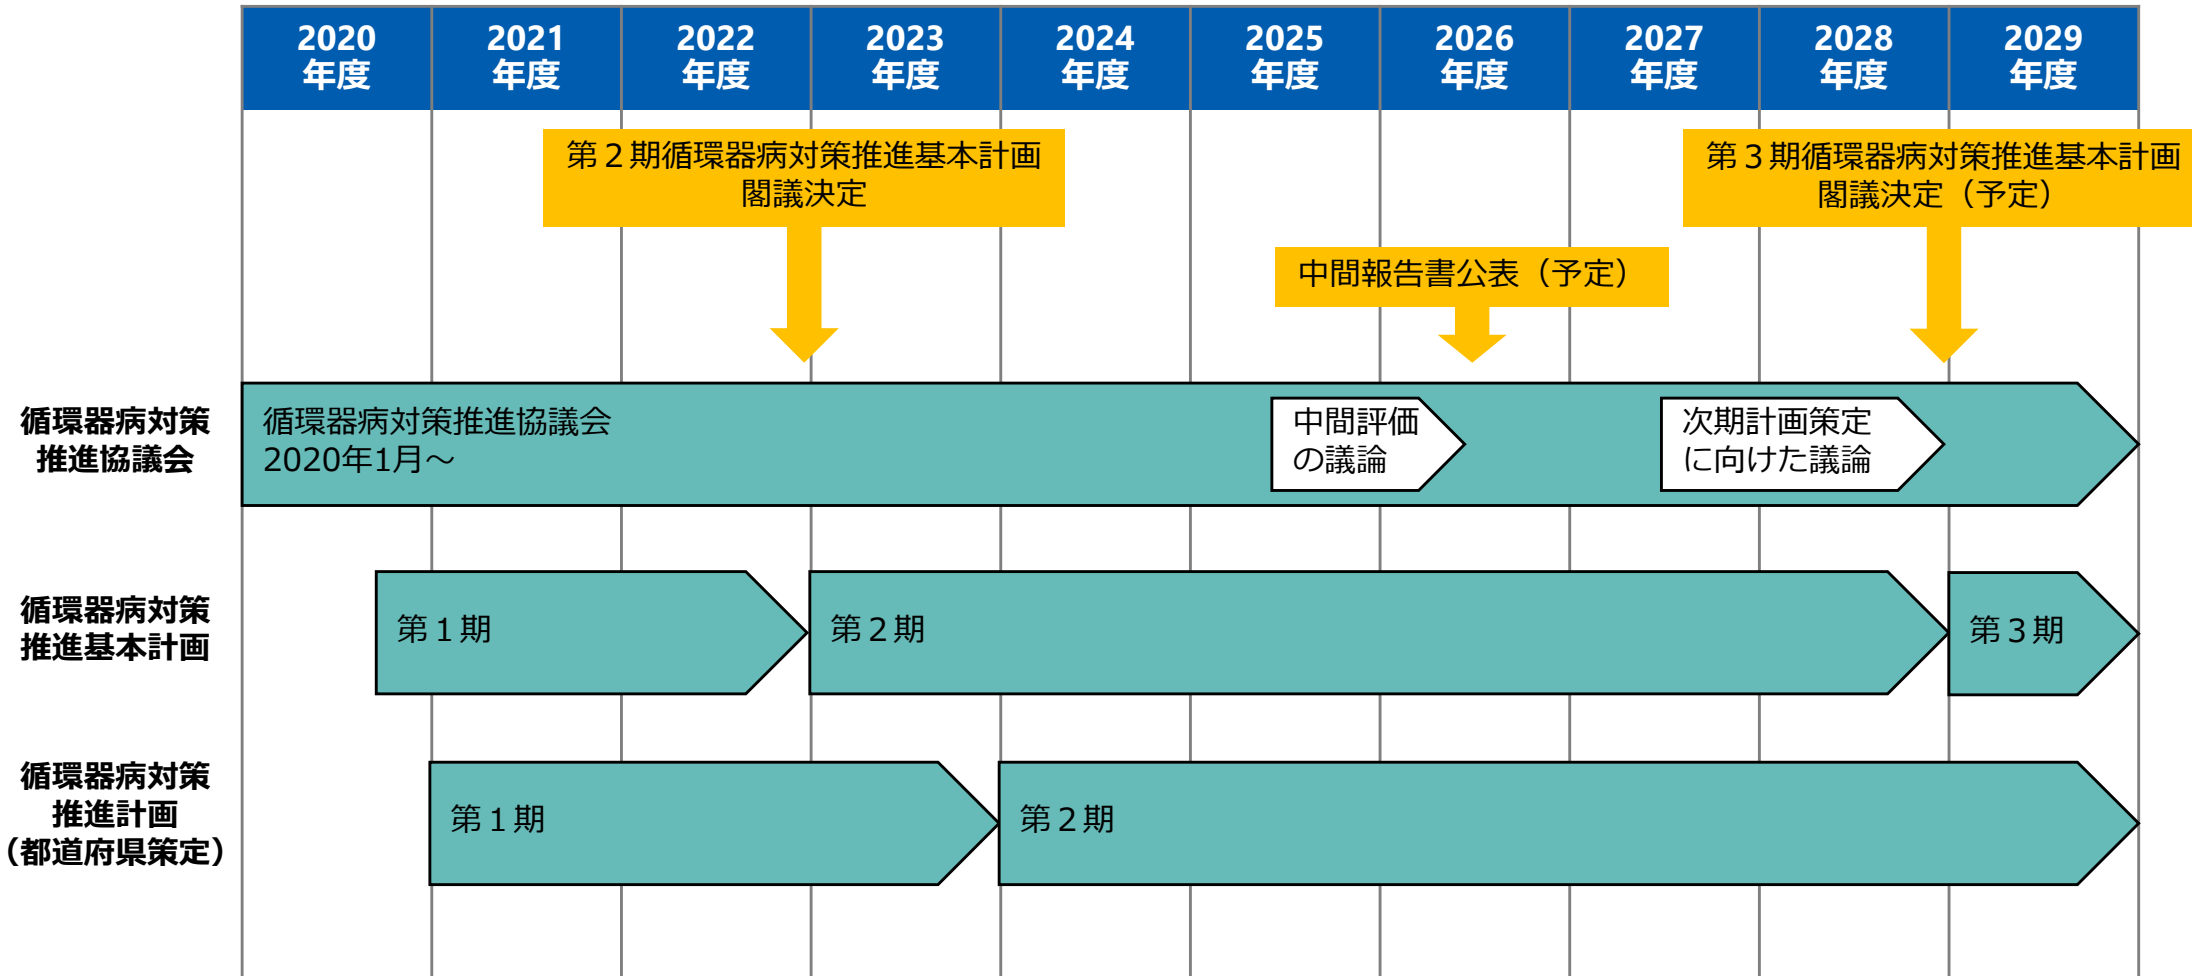 2020
年度
2021
年度
2022
年度
2023
年度
2024
年度
2025
年度
2026
年度
2027
年度
2028
年度
2029
年度
第２期循環器病対策推進基本計画
閣議決定
第３期循環器病対策推進基本計画
閣議決定（予定）
中間報告書公表（予定）
循環器病対策
推進協議会
循環器病対策推進協議会
2020年1月～
中間評価
の議論
次期計画策定
に向けた議論
循環器病対策
推進基本計画
第１期
第２期
第３期
循環器病対策
推進計画
（都道府県策定）
第１期
第２期